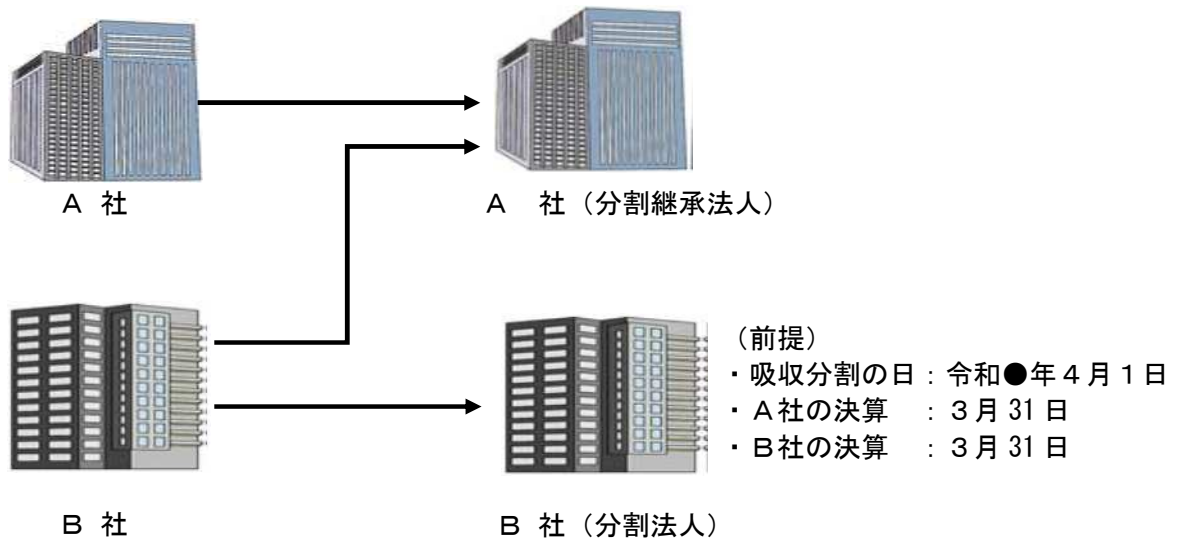 A 社
A 社（分割継承法人）
（前提）
・吸収分割の日：令和●年４月１日
・A社の決算 ：３月 31 日
・B社の決算 ：３月 31 日
B 社
B 社（分割法人）